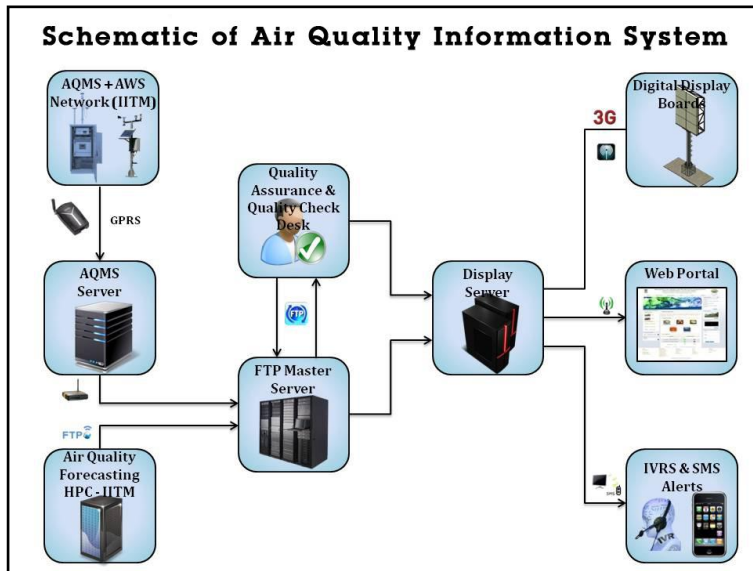 Schematic of Air Quality Information System
AQMS + AWS
Network (IITM)
GPRS
AQMS
Server
FTP
Air Quality
Forecasting
HPC - IITM
Quality
Assurance &
Quality Check
Desk
FTP
FTP Master
Server
Display
Server
3G
Digital Display
Boards
Web Portal
SMS
IVRS & SMS
Alerts
IVR